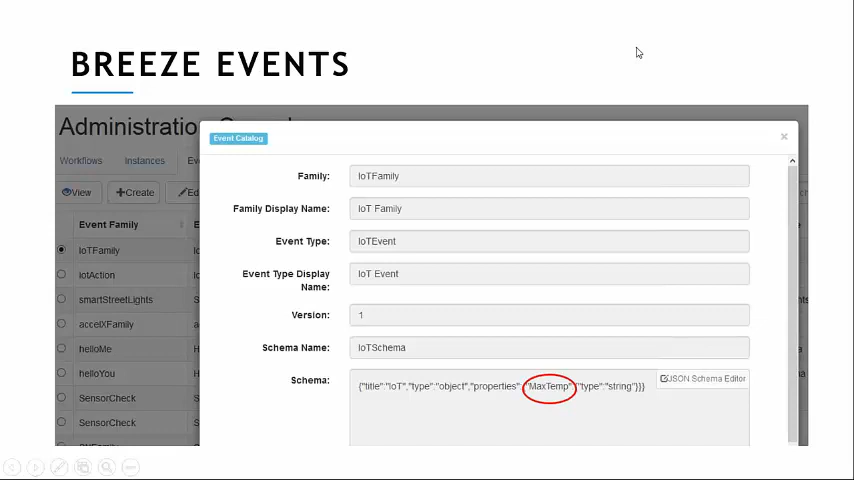 BREEZE EVENTS
Administration
Event Catalog
×
Workflows
Instances
View
Create
Event Family
IoTFamily
IotAction
smartStreetLights
accelXFamily
helloMe
helloYou
SensorCheck
SensorCheck
Family:
IoTFamily
Family Display Name:
IoT Family
Event Type:
IoTEvent
Event Type Display
Name:
IoT Event
Version:
1
Schema Name:
IoTSchema
Schema:
{"title":"IoT","type":"object","properties":{"MaxTemp":{"type":"string"}}}
JSON Schema Editor